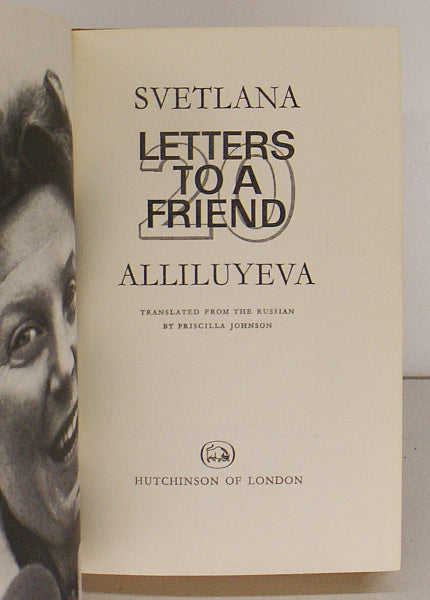 SVETLANA
20
LETTERS
TO A
FRIEND
ALLILUYEVA
TRANSLATED FROM THE RUSSIAN
BY PRISCILLA JOHNSON
HUTCHINSON OF LONDON